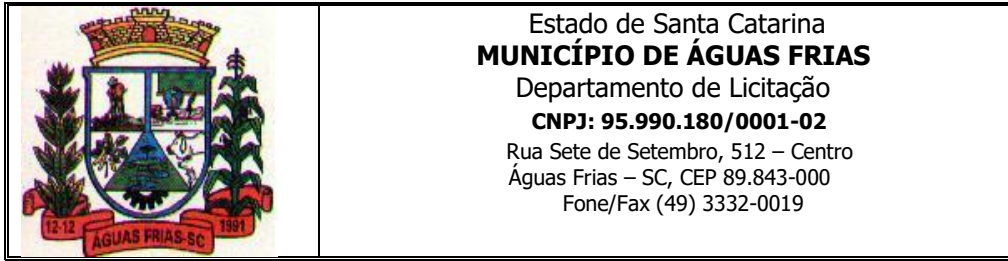 12-12
ÁGUAS FRIAS-SC
1991
Estado de Santa Catarina
MUNICÍPIO DE ÁGUAS FRIAS
Departamento de Licitação
CNPJ: 95.990.180/0001-02
Rua Sete de Setembro, 512 – Centro
Águas Frias – SC, CEP 89.843-000
Fone/Fax (49) 3332-0019